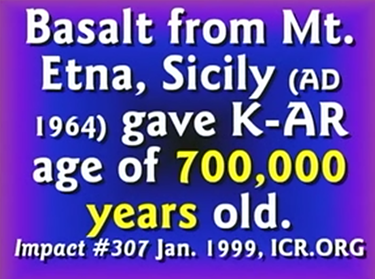 Basalt from Mt.
Etna, Sicily (AD
1964) gave K-AR
age of 700,000
years old.
Impact #307 Jan. 1999, ICR.ORG